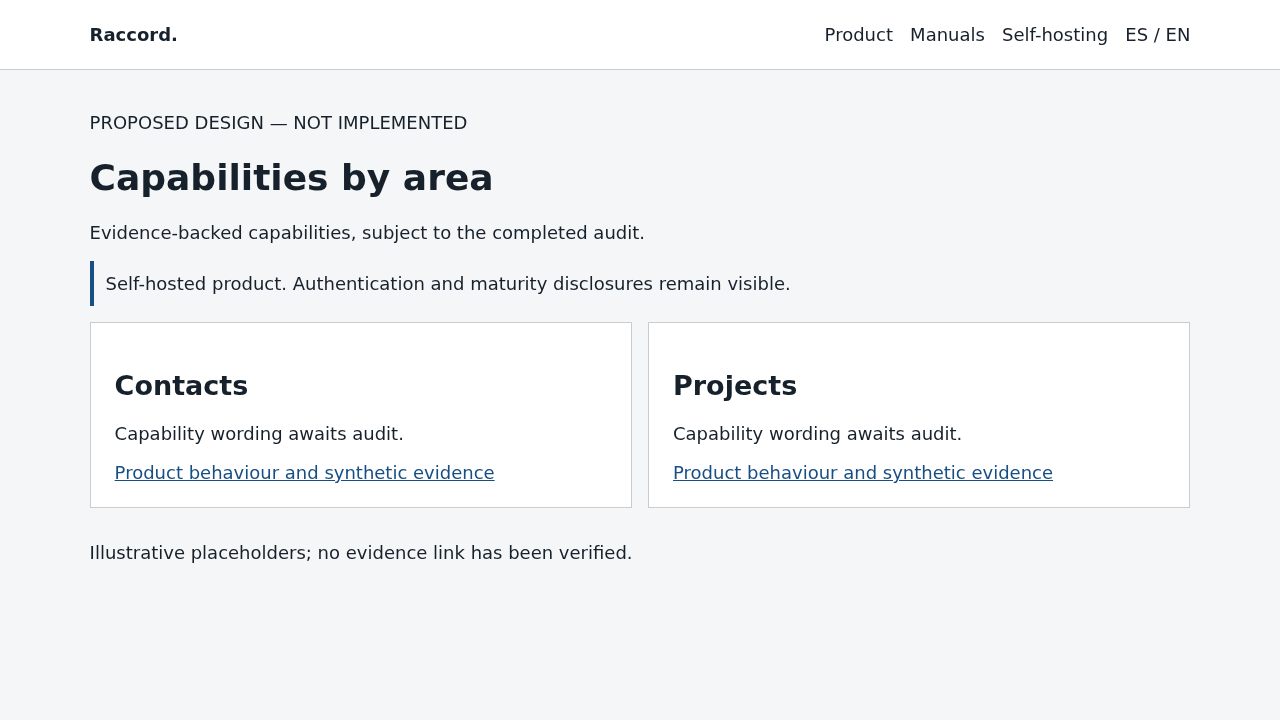 Raccord.
Product Manuals Self-hosting ES / EN
PROPOSED DESIGN — NOT IMPLEMENTED
Capabilities by area
Evidence-backed capabilities, subject to the completed audit.
Self-hosted product. Authentication and maturity disclosures remain visible.
Contacts
Capability wording awaits audit.
Product behaviour and synthetic evidence
Projects
Capability wording awaits audit.
Product behaviour and synthetic evidence
Illustrative placeholders; no evidence link has been verified.